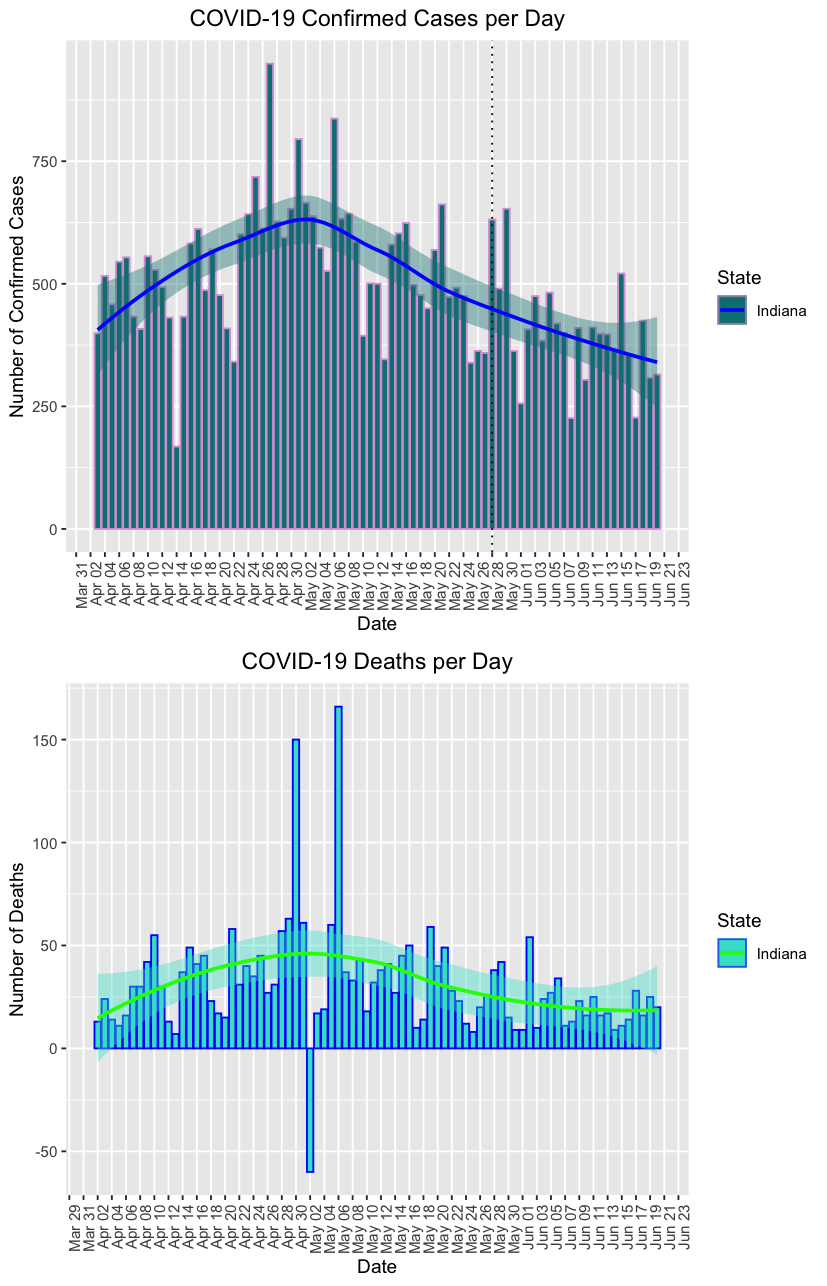 COVID-19 Confirmed Cases per Day
Number of Confirmed Cases
750
500
250
0
Mar 31
Apr 02
Apr 04
Apr 06
Apr 08
Apr 10
Apr 12
Apr 14
Apr 16
Apr 18
Apr 20
Apr 22
Apr 24
Apr 26
Apr 28
Apr 30
May 02
May 04
May 06
May 08
May 10
May 12
May 14
May 16
May 18
May 20
May 22
May 24
May 26
May 28
May 30
Jun 01
Jun 03
Jun 05
Jun 07
Jun 09
Jun 11
Jun 13
Jun 15
Jun 17
Jun 19
Jun 21
Jun 23
Date
State
Indiana
COVID-19 Deaths per Day
Number of Deaths
150
100
50
0
-50
Mar 29
Mar 31
Apr 02
Apr 04
Apr 06
Apr 08
Apr 10
Apr 12
Apr 14
Apr 16
Apr 18
Apr 20
Apr 22
Apr 24
Apr 26
Apr 28
Apr 30
May 02
May 04
May 06
May 08
May 10
May 12
May 14
May 16
May 18
May 20
May 22
May 24
May 26
May 28
May 30
Jun 01
Jun 03
Jun 05
Jun 07
Jun 09
Jun 11
Jun 13
Jun 15
Jun 17
Jun 19
Jun 21
Jun 23
Date
State
Indiana